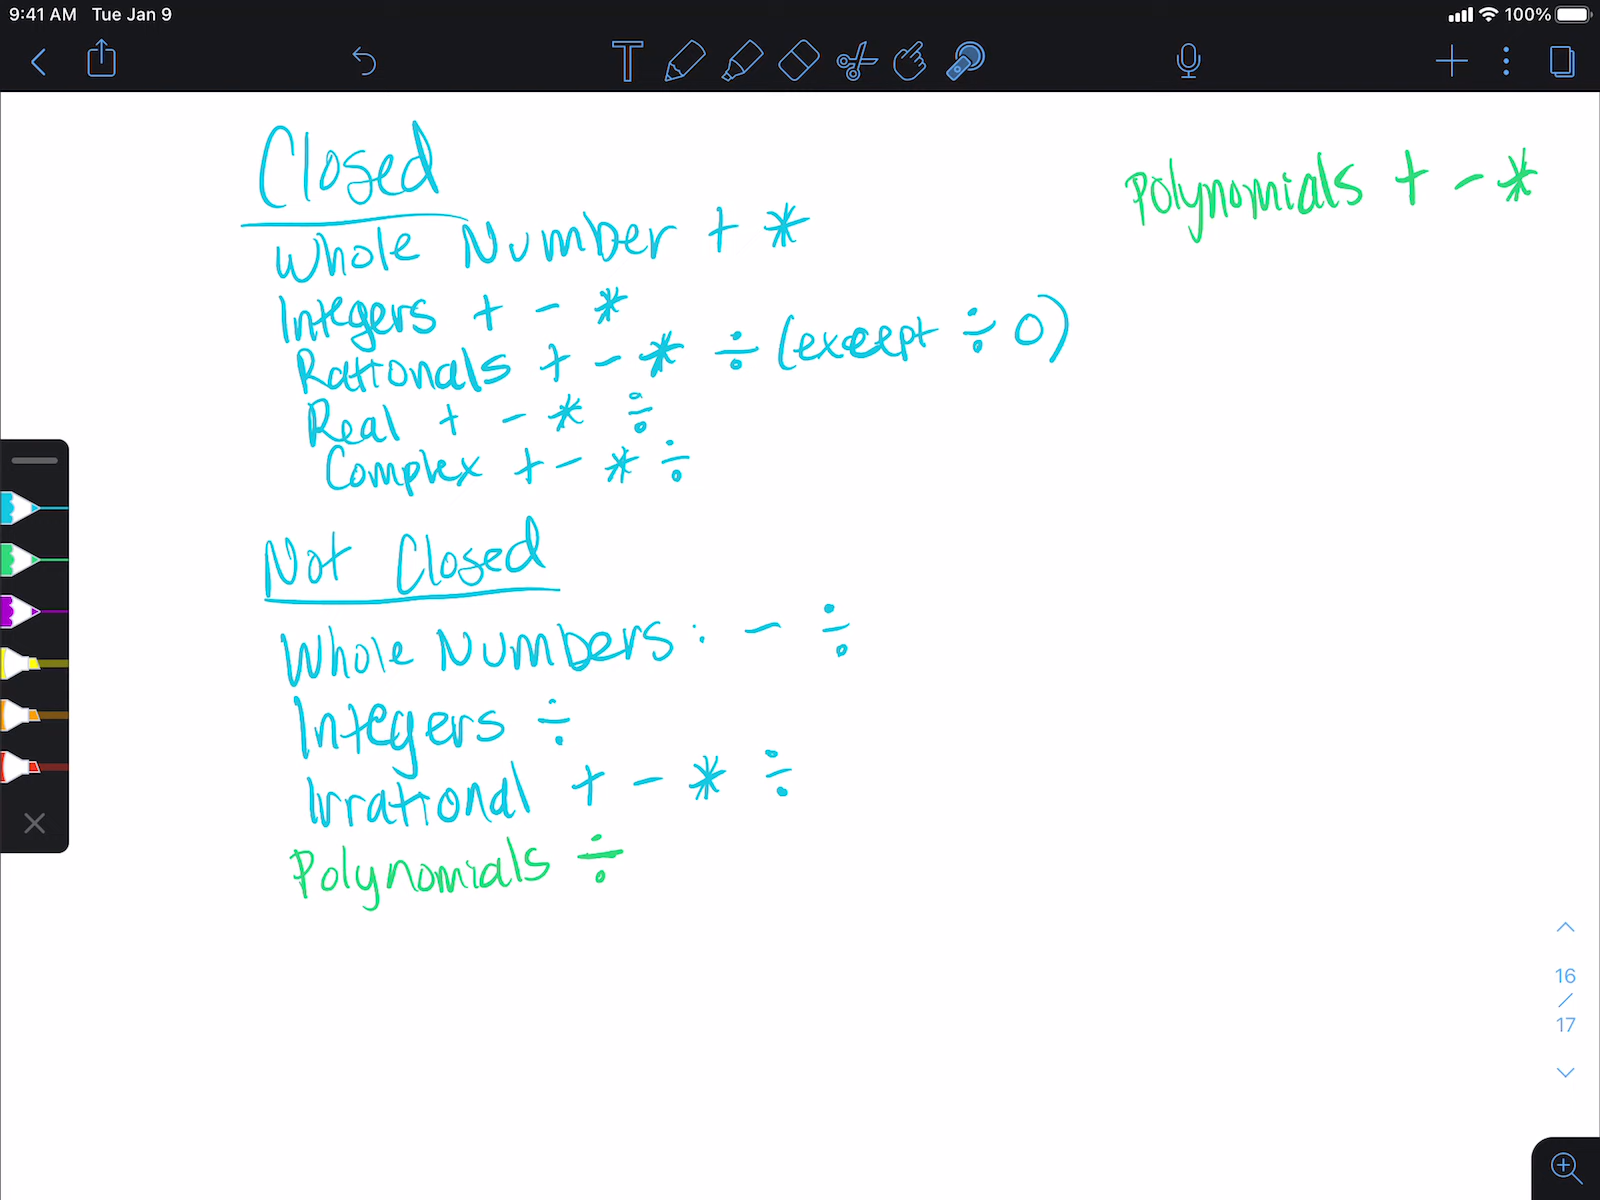 9:41 AM Tue Jan 9 100%
Closed
Polynomials + - *
Whole Number + *
Integers + - *
Rationals + - * ÷ (except ÷ 0)
Real + - * ÷
Complex + - * ÷
Not Closed
Whole Numbers: - ÷
Integers ÷
Irrational + - * ÷
Polynomials ÷
16
/
17